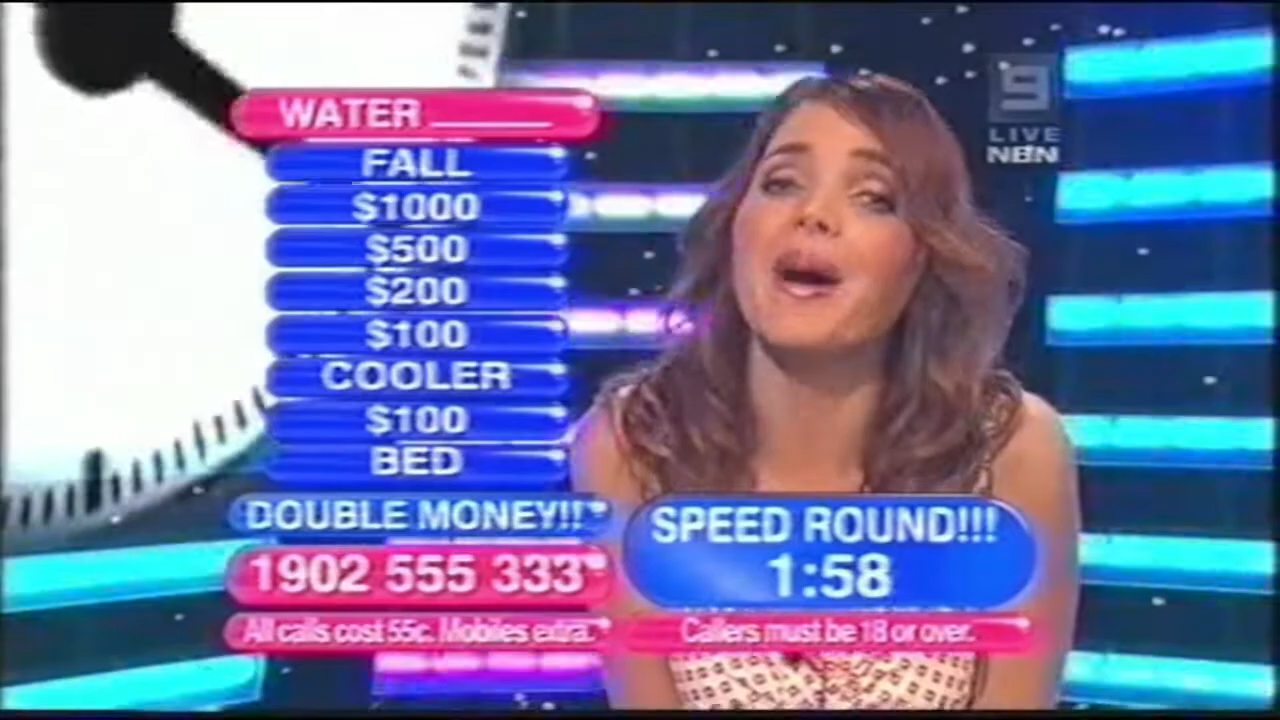 9
LIVE
NBN
WATER ______
FALL
$1000
$500
$200
$100
COOLER
$100
BED
DOUBLE MONEY!!*
1902 555 333*
All calls cost 55c. Mobiles extra.*
SPEED ROUND!!!
1:58
Callers must be 18 or over.